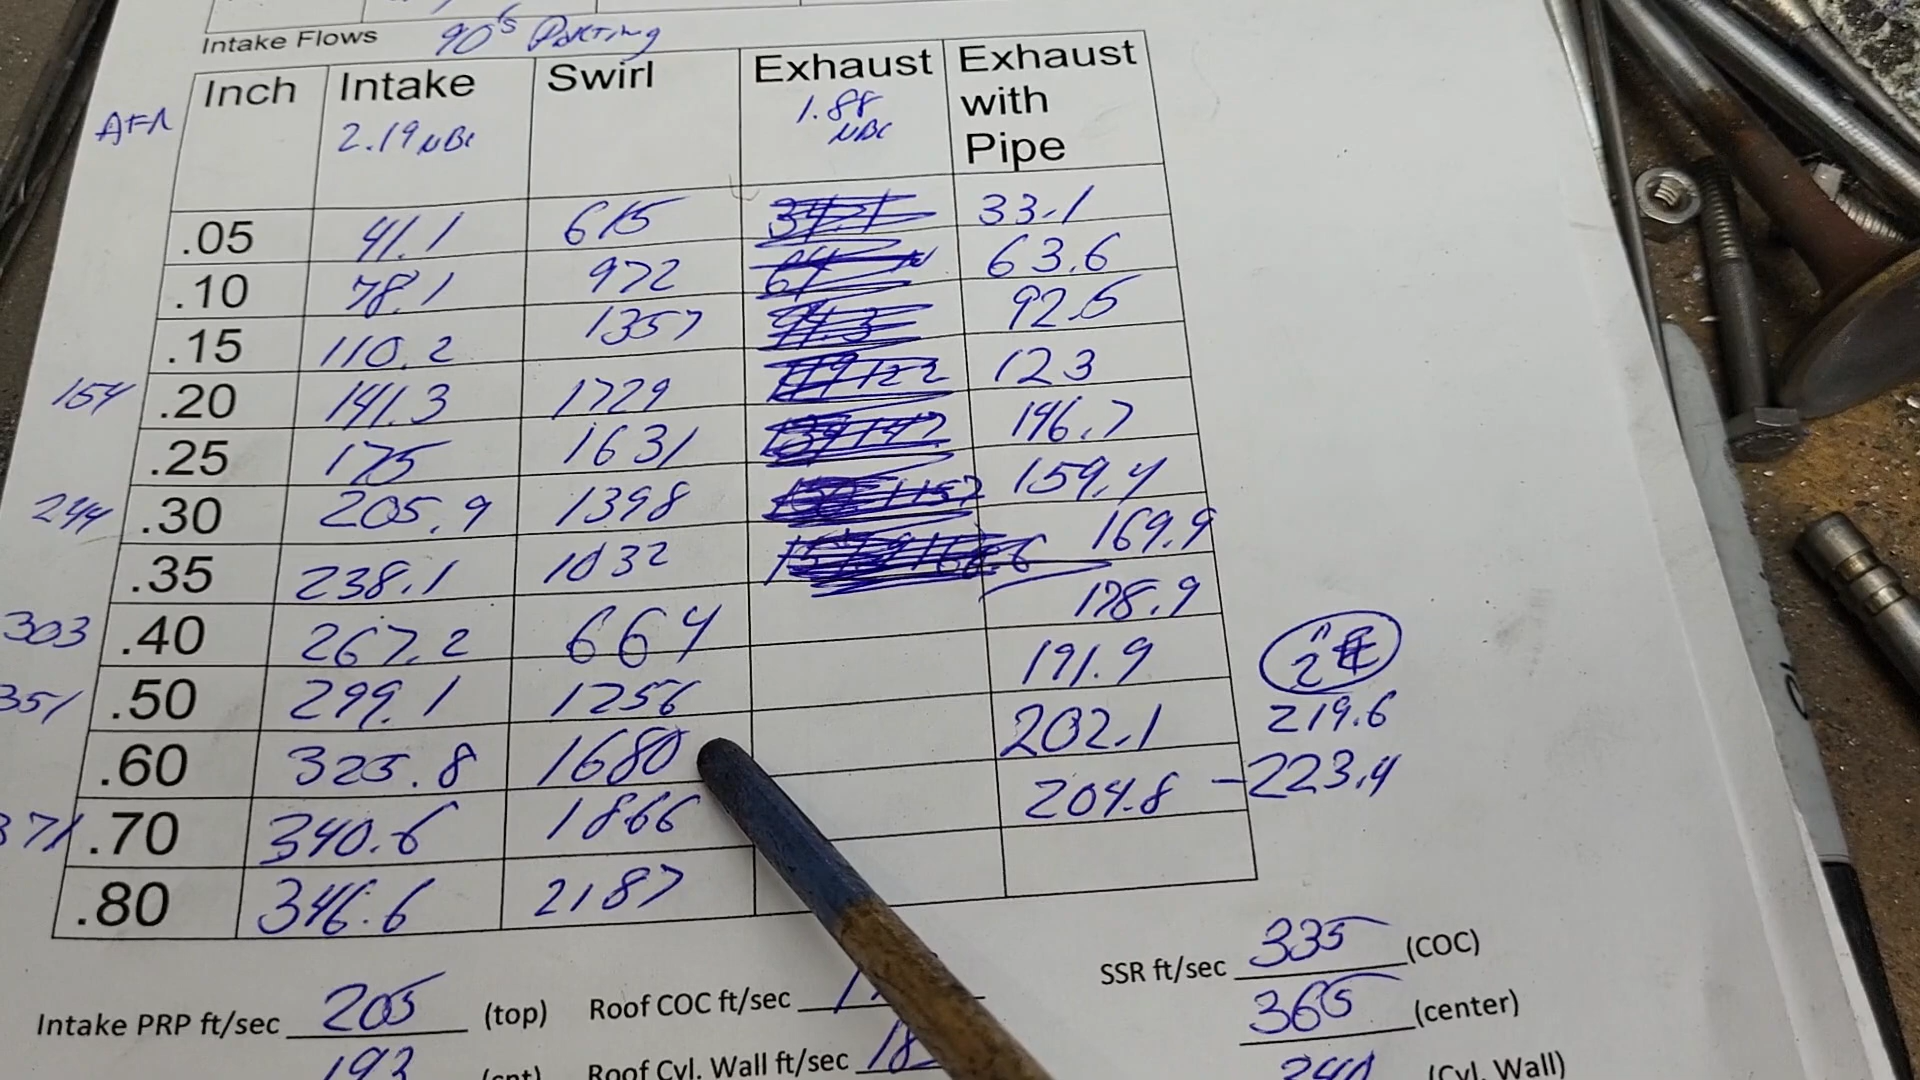 Intake Flows 90's Porting
Inch Intake Swirl Exhaust Exhaust with Pipe
AFR 2.19 NBC 1.88 NBC
.05 41.1 615 33.1
.10 78.1 972 63.6
.15 110.2 1357 92.5
154 .20 141.3 1729 123
.25 175 1631 146.7
244 .30 205.9 1398 159.4
.35 238.1 1032 169.9
303 .40 267.2 664 178.9
351 .50 299.1 1256 191.9
.60 325.8 1680 202.1 219.6
.70 340.6 1866 204.8 - 223.4
.80 346.6 2187
Intake PRP ft/sec 205 (top) Roof COC ft/sec SSR ft/sec 335 (COC)
365 (center)
193 (cnt) Roof Cyl. Wall ft/sec (Cyl. Wall)